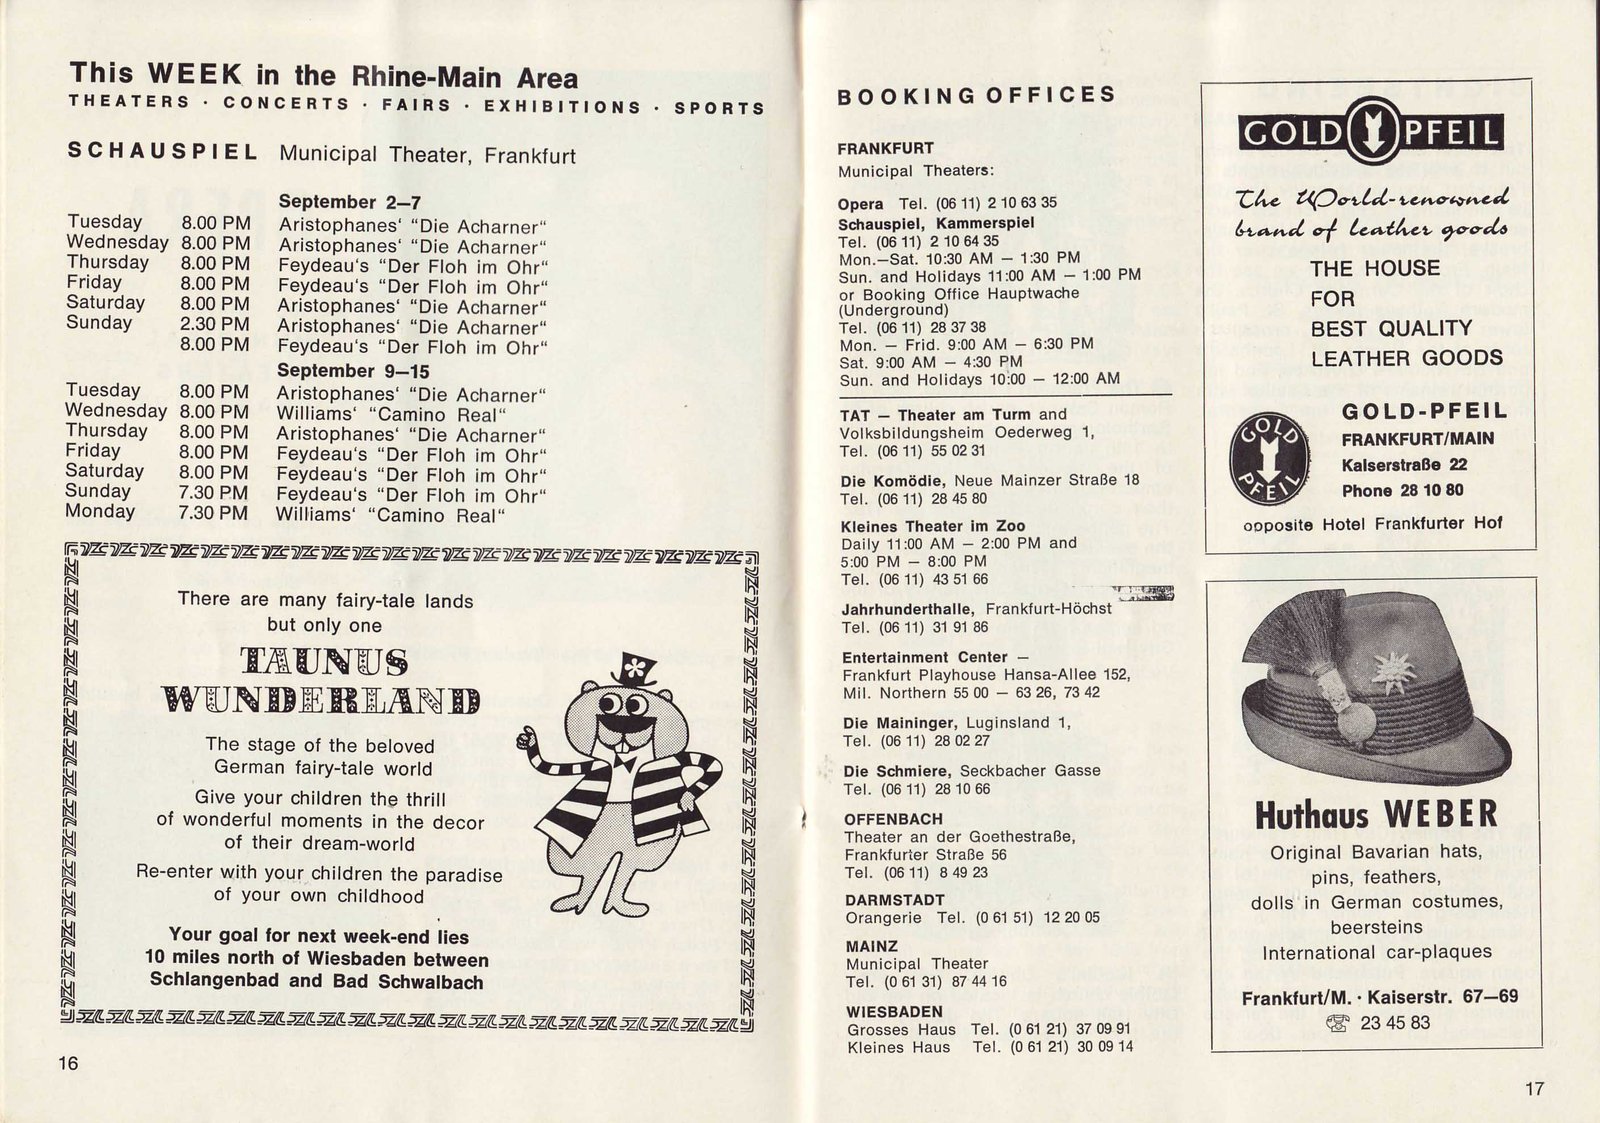 This WEEK in the Rhine-Main Area
THEATERS · CONCERTS · FAIRS · EXHIBITIONS · SPORTS
SCHAUSPIEL Municipal Theater, Frankfurt
September 2–7
Tuesday 8.00 PM Aristophanes‘ “Die Acharner“
Wednesday 8.00 PM Aristophanes‘ “Die Acharner“
Thursday 8.00 PM Feydeau‘s “Der Floh im Ohr“
Friday 8.00 PM Feydeau‘s “Der Floh im Ohr“
Saturday 8.00 PM Aristophanes‘ “Die Acharner“
Sunday 2.30 PM Aristophanes‘ “Die Acharner“
8.00 PM Feydeau‘s “Der Floh im Ohr“
September 9–15
Tuesday 8.00 PM Aristophanes‘ “Die Acharner“
Wednesday 8.00 PM Williams‘ “Camino Real“
Thursday 8.00 PM Aristophanes‘ “Die Acharner“
Friday 8.00 PM Feydeau‘s “Der Floh im Ohr“
Saturday 8.00 PM Feydeau‘s “Der Floh im Ohr“
Sunday 7.30 PM Feydeau‘s “Der Floh im Ohr“
Monday 7.30 PM Williams‘ “Camino Real“
There are many fairy-tale lands
but only one
TAUNUS
WUNDERLAND
The stage of the beloved
German fairy-tale world
Give your children the thrill
of wonderful moments in the decor
of their dream-world
Re-enter with your children the paradise
of your own childhood
Your goal for next week-end lies
10 miles north of Wiesbaden between
Schlangenbad and Bad Schwalbach
16
BOOKING OFFICES
FRANKFURT
Municipal Theaters:
Opera Tel. (06 11) 2 10 63 35
Schauspiel, Kammerspiel
Tel. (06 11) 2 10 64 35
Mon.–Sat. 10:30 AM – 1:30 PM
Sun. and Holidays 11:00 AM – 1:00 PM
or Booking Office Hauptwache
(Underground)
Tel. (06 11) 28 37 38
Mon. – Frid. 9:00 AM – 6:30 PM
Sat. 9:00 AM – 4:30 PM
Sun. and Holidays 10:00 – 12:00 AM
TAT – Theater am Turm and
Volksbildungsheim Oederweg 1,
Tel. (06 11) 55 02 31
Die Komödie, Neue Mainzer Straße 18
Tel. (06 11) 28 45 80
Kleines Theater im Zoo
Daily 11:00 AM – 2:00 PM and
5:00 PM – 8:00 PM
Tel. (06 11) 43 51 66
Jahrhunderthalle, Frankfurt-Höchst
Tel. (06 11) 31 91 86
Entertainment Center –
Frankfurt Playhouse Hansa-Allee 152,
Mil. Northern 55 00 – 63 26, 73 42
Die Maininger, Luginsland 1,
Tel. (06 11) 28 02 27
Die Schmiere, Seckbacher Gasse
Tel. (06 11) 28 10 66
OFFENBACH
Theater an der Goethestraße,
Frankfurter Straße 56
Tel. (06 11) 8 49 23
DARMSTADT
Orangerie Tel. (0 61 51) 12 20 05
MAINZ
Municipal Theater
Tel. (0 61 31) 87 44 16
WIESBADEN
Grosses Haus Tel. (0 61 21) 37 09 91
Kleines Haus Tel. (0 61 21) 30 09 14
GOLD PFEIL
The World-renowned
brand of leather goods
THE HOUSE
FOR
BEST QUALITY
LEATHER GOODS
GOLD
PFEIL
GOLD-PFEIL
FRANKFURT/MAIN
Kaiserstraße 22
Phone 28 10 80
opposite Hotel Frankfurter Hof
Huthaus WEBER
Original Bavarian hats,
pins, feathers,
dolls in German costumes,
beersteins
International car-plaques
Frankfurt/M. · Kaiserstr. 67–69
☏ 23 45 83
17